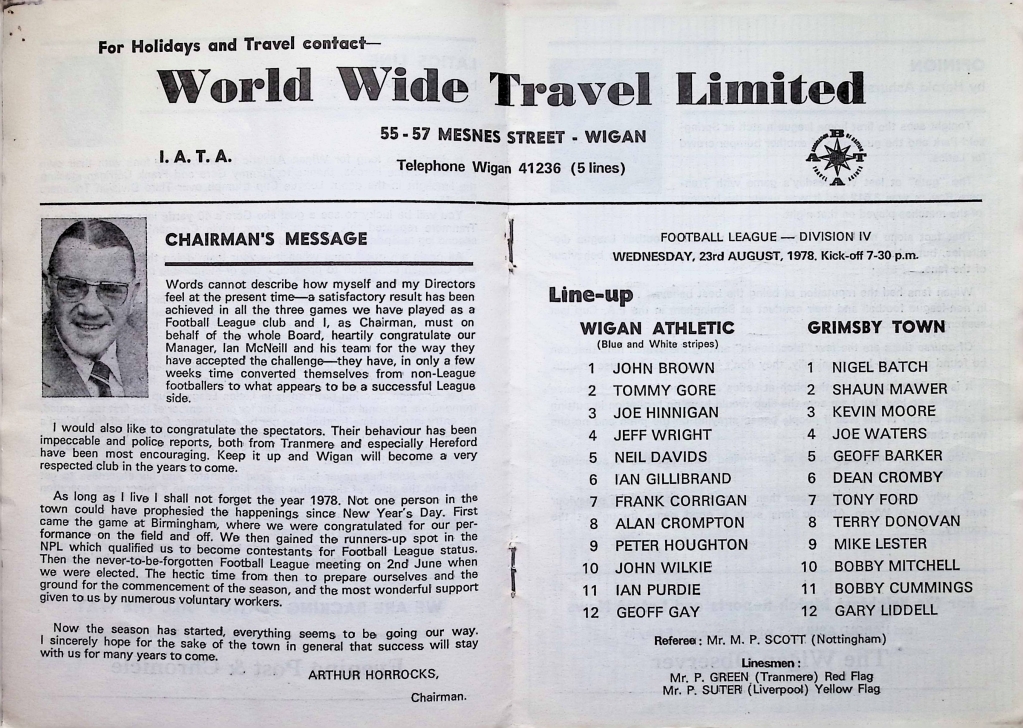 For Holidays and Travel contact—
World Wide Travel Limited
55-57 MESNES STREET - WIGAN
I. A. T. A.
Telephone Wigan 41236 (5 lines)
A B T A
CHAIRMAN'S MESSAGE
Words cannot describe how myself and my Directors
feel at the present time—a satisfactory result has been
achieved in all the three games we have played as a
Football League club and I, as Chairman, must on
behalf of the whole Board, heartily congratulate our
Manager, Ian McNeill and his team for the way they
have accepted the challenge—they have, in only a few
weeks time converted themselves from non-League
footballers to what appears to be a successful League
side.
I would also like to congratulate the spectators. Their behaviour has been
impeccable and police reports, both from Tranmere and especially Hereford
have been most encouraging. Keep it up and Wigan will become a very
respected club in the years to come.
As long as I live I shall not forget the year 1978. Not one person in the
town could have prophesied the happenings since New Year's Day. First
came the game at Birmingham, where we were congratulated for our per-
formance on the field and off. We then gained the runners-up spot in the
NPL which qualified us to become contestants for Football League status.
Then the never-to-be-forgotten Football League meeting on 2nd June when
we were elected. The hectic time from then to prepare ourselves and the
ground for the commencement of the season, and the most wonderful support
given to us by numerous voluntary workers.
Now the season has started, everything seems to be going our way.
I sincerely hope for the sake of the town in general that success will stay
with us for many years to come.
ARTHUR HORROCKS,
Chairman.
FOOTBALL LEAGUE — DIVISION IV
WEDNESDAY, 23rd AUGUST, 1978. Kick-off 7-30 p.m.
Line-up
WIGAN ATHLETIC
(Blue and White stripes)
1 JOHN BROWN
2 TOMMY GORE
3 JOE HINNIGAN
4 JEFF WRIGHT
5 NEIL DAVIDS
6 IAN GILLIBRAND
7 FRANK CORRIGAN
8 ALAN CROMPTON
9 PETER HOUGHTON
10 JOHN WILKIE
11 IAN PURDIE
12 GEOFF GAY
GRIMSBY TOWN
1 NIGEL BATCH
2 SHAUN MAWER
3 KEVIN MOORE
4 JOE WATERS
5 GEOFF BARKER
6 DEAN CROMBY
7 TONY FORD
8 TERRY DONOVAN
9 MIKE LESTER
10 BOBBY MITCHELL
11 BOBBY CUMMINGS
12 GARY LIDDELL
Referee: Mr. M. P. SCOTT (Nottingham)
Linesmen:
Mr. P. GREEN (Tranmere) Red Flag
Mr. P. SUTER (Liverpool) Yellow Flag